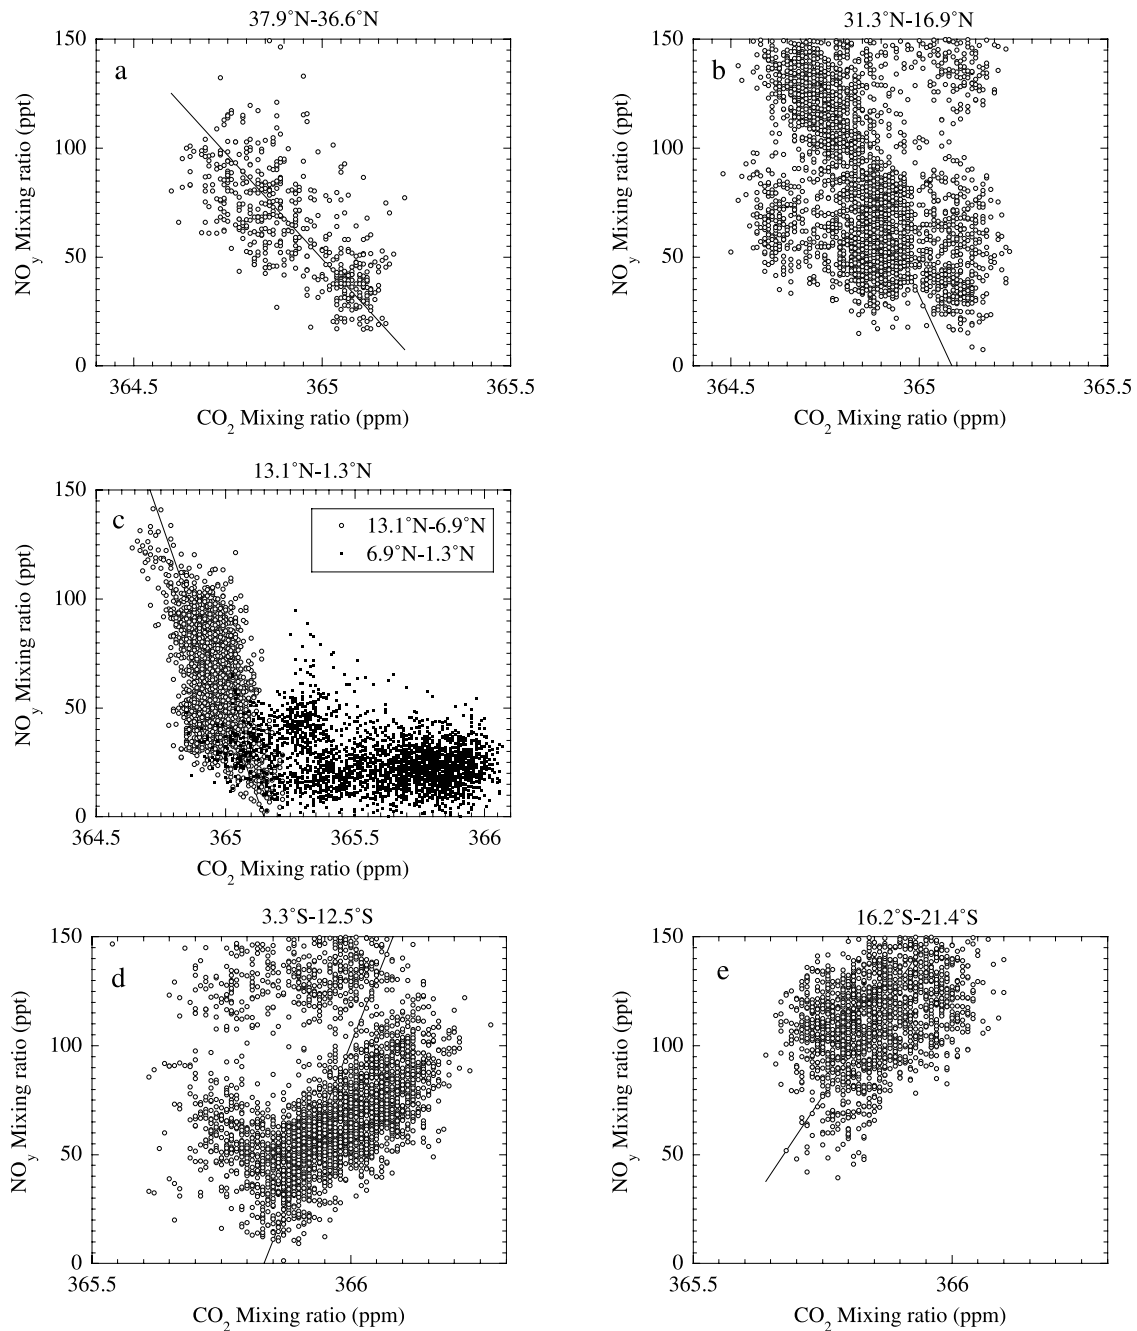 37.9°N-36.6°N
a
150
100
50
0
364.5 365 365.5
NOy Mixing ratio (ppt)
CO2 Mixing ratio (ppm)
31.3°N-16.9°N
b
150
100
50
0
364.5 365 365.5
NOy Mixing ratio (ppt)
CO2 Mixing ratio (ppm)
13.1°N-1.3°N
c
13.1°N-6.9°N
6.9°N-1.3°N
150
100
50
0
364.5 365 365.5 366
NOy Mixing ratio (ppt)
CO2 Mixing ratio (ppm)
3.3°S-12.5°S
d
150
100
50
0
365.5 366
NOy Mixing ratio (ppt)
CO2 Mixing ratio (ppm)
16.2°S-21.4°S
e
150
100
50
0
365.5 366
NOy Mixing ratio (ppt)
CO2 Mixing ratio (ppm)